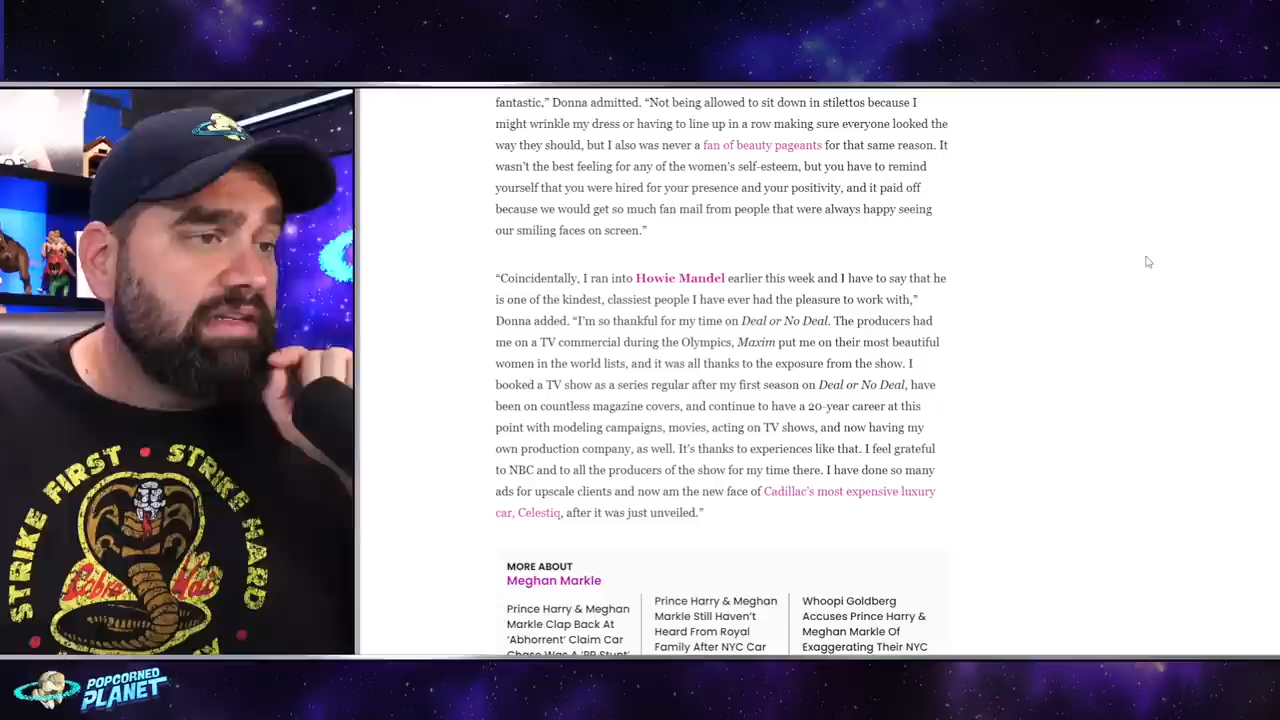 fantastic,” Donna admitted. “Not being allowed to sit down in stilettos because I
might wrinkle my dress or having to line up in a row making sure everyone looked the
way they should, but I also was never a fan of beauty pageants for that same reason. It
wasn’t the best feeling for any of the women’s self-esteem, but you have to remind
yourself that you were hired for your presence and your positivity, and it paid off
because we would get so much fan mail from people that were always happy seeing
our smiling faces on screen.”
“Coincidentally, I ran into Howie Mandel earlier this week and I have to say that he
is one of the kindest, classiest people I have ever had the pleasure to work with,”
Donna added. “I’m so thankful for my time on Deal or No Deal. The producers had
me on a TV commercial during the Olympics, Maxim put me on their most beautiful
women in the world lists, and it was all thanks to the exposure from the show. I
booked a TV show as a series regular after my first season on Deal or No Deal, have
been on countless magazine covers, and continue to have a 20-year career at this
point with modeling campaigns, movies, acting on TV shows, and now having my
own production company, as well. It’s thanks to experiences like that. I feel grateful
to NBC and to all the producers of the show for my time there. I have done so many
ads for upscale clients and now am the new face of Cadillac’s most expensive luxury
car, Celestiq, after it was just unveiled.”
MORE ABOUT
Meghan Markle
Prince Harry & Meghan
Markle Clap Back At
‘Abhorrent’ Claim Car
Chase Was A ‘PR Stunt’
Prince Harry & Meghan
Markle Still Haven’t
Heard From Royal
Family After NYC Car
Whoopi Goldberg
Accuses Prince Harry &
Meghan Markle Of
Exaggerating Their NYC
STRIKE FIRST • STRIKE HARD
Cobra Kai
POPCORNED
PLANET